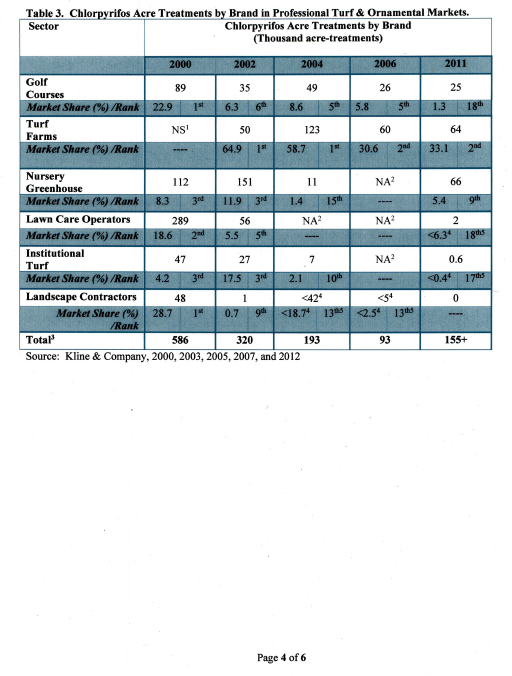 Table 3. Chlorpyrifos Acre Treatments by Brand in Professional Turf & Ornamental Markets.
Sector Chlorpyrifos Acre Treatments by Brand
(Thousand acre-treatments)
2000 2002 2004 2006 2011
Golf
Courses 89 35 49 26 25
Market Share (%) /Rank 22.9 1st 6.3 6th 8.6 5th 5.8 5th 1.3 18th
Turf
Farms NS¹ 50 123 60 64
Market Share (%) /Rank ---- 64.9 1st 58.7 1st 30.6 2nd 33.1 2nd
Nursery
Greenhouse 112 151 11 NA² 66
Market Share (%) /Rank 8.3 3rd 11.9 3rd 1.4 15th ---- 5.4 9th
Lawn Care Operators 289 56 NA² NA² 2
Market Share (%) /Rank 18.6 2nd 5.5 5th ---- ---- <6.3⁴ 18th5
Institutional
Turf 47 27 7 NA² 0.6
Market Share (%) /Rank 4.2 3rd 17.5 3rd 2.1 10th <0.4⁴ 17th5
Landscape Contractors 48 1 <42⁴ <5⁴ 0
Market Share (%)
/Rank 28.7 1st 0.7 9th <18.7⁴ 13th5 <2.5⁴ 13th5 ----
Total³ 586 320 193 93 155+
Source: Kline & Company, 2000, 2003, 2005, 2007, and 2012
Page 4 of 6